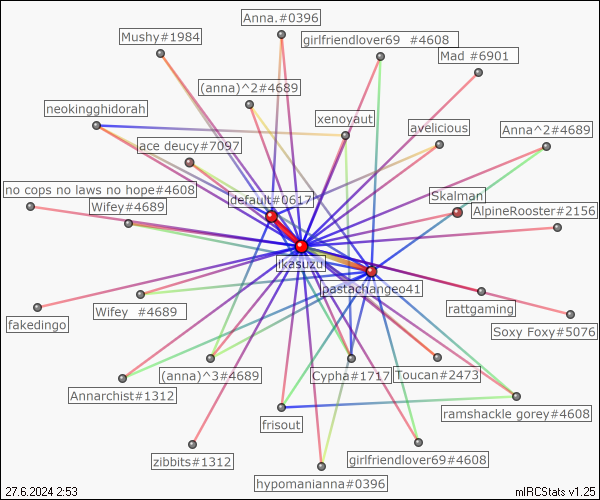 Anna.#0396
Mushy#1984
girlfriendlover69 #4608
Mad #6901
(anna)^2#4689
neokingghidorah
xenoyaut
avelicious
Anna^2#4689
ace deucy#7097
no cops no laws no hope#4608
Skalman
default#0617
Wifey#4689
AlpineRooster#2156
ikasuzu
pastachangeo41
Wifey #4689
rattgaming
fakedingo
Soxy Foxy#5076
(anna)^3#4689
Cypha#1717
Toucan#2473
Annarchist#1312
ramshackle gorey#4608
frisout
zibbits#1312
girlfriendlover69#4608
hypomanianna#0396
27.6.2024 2:53
mIRCStats v1.25